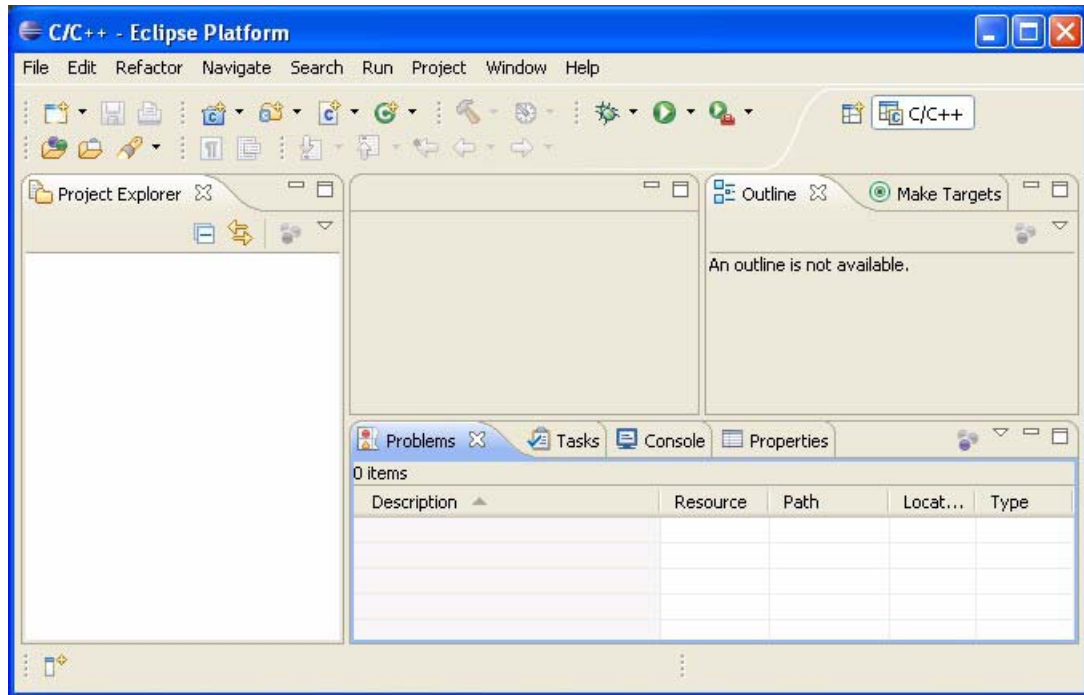 C/C++ - Eclipse Platform
File Edit Refactor Navigate Search Run Project Window Help
C/C++
Project Explorer
Outline
Make Targets
An outline is not available.
Problems
Tasks
Console
Properties
0 items
Description
Resource
Path
Locat...
Type